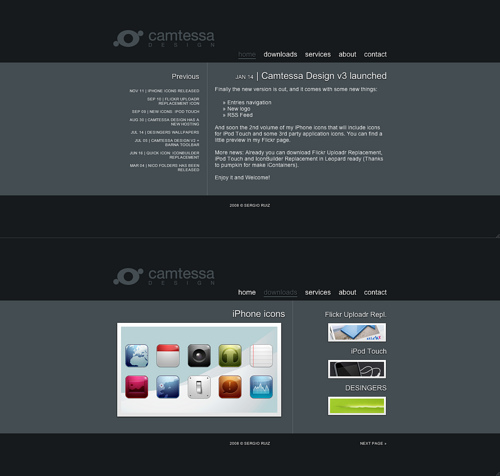 camtessa
DESIGN
home downloads services about contact
Previous
NOV 11 | IPHONE ICONS RELEASED
SEP 10 | FLICKR UPLOADR
REPLACEMENT ICON
SEP 09 | NEW ICONS: IPOD TOUCH
AUG 30 | CAMTESSA DESIGN HAS A
NEW HOSTING
JUL 14 | DESINGERS WALLPAPERS
JUL 05 | CAMTESSA DESIGN V2 +
BARNA TOOLBAR
JUN 16 | QUICK ICON: ICONBUILDER
REPLACEMENT
MAR 04 | NICO FOLDERS HAS BEEN
RELEASED
JAN 14 | Camtessa Design v3 launched
Finally the new version is out, and it comes with some new things:
» Entries navigation
» New logo
» RSS Feed
And soon the 2nd volume of my iPhone icons that will include icons
for iPod Touch and some 3rd party application icons. You can find a
little preview in my Flickr page.
More news: Already you can download Flickr Uploadr Replacement,
iPod Touch and IconBuilder Replacement in Leopard ready (Thanks
to pumpkin for make iContainers).
Enjoy it and Welcome!
2008 © SERGIO RUIZ
camtessa
DESIGN
home downloads services about contact
iPhone icons
Flickr Uploadr Repl.
iPod Touch
DESINGERS
2008 © SERGIO RUIZ
NEXT PAGE »